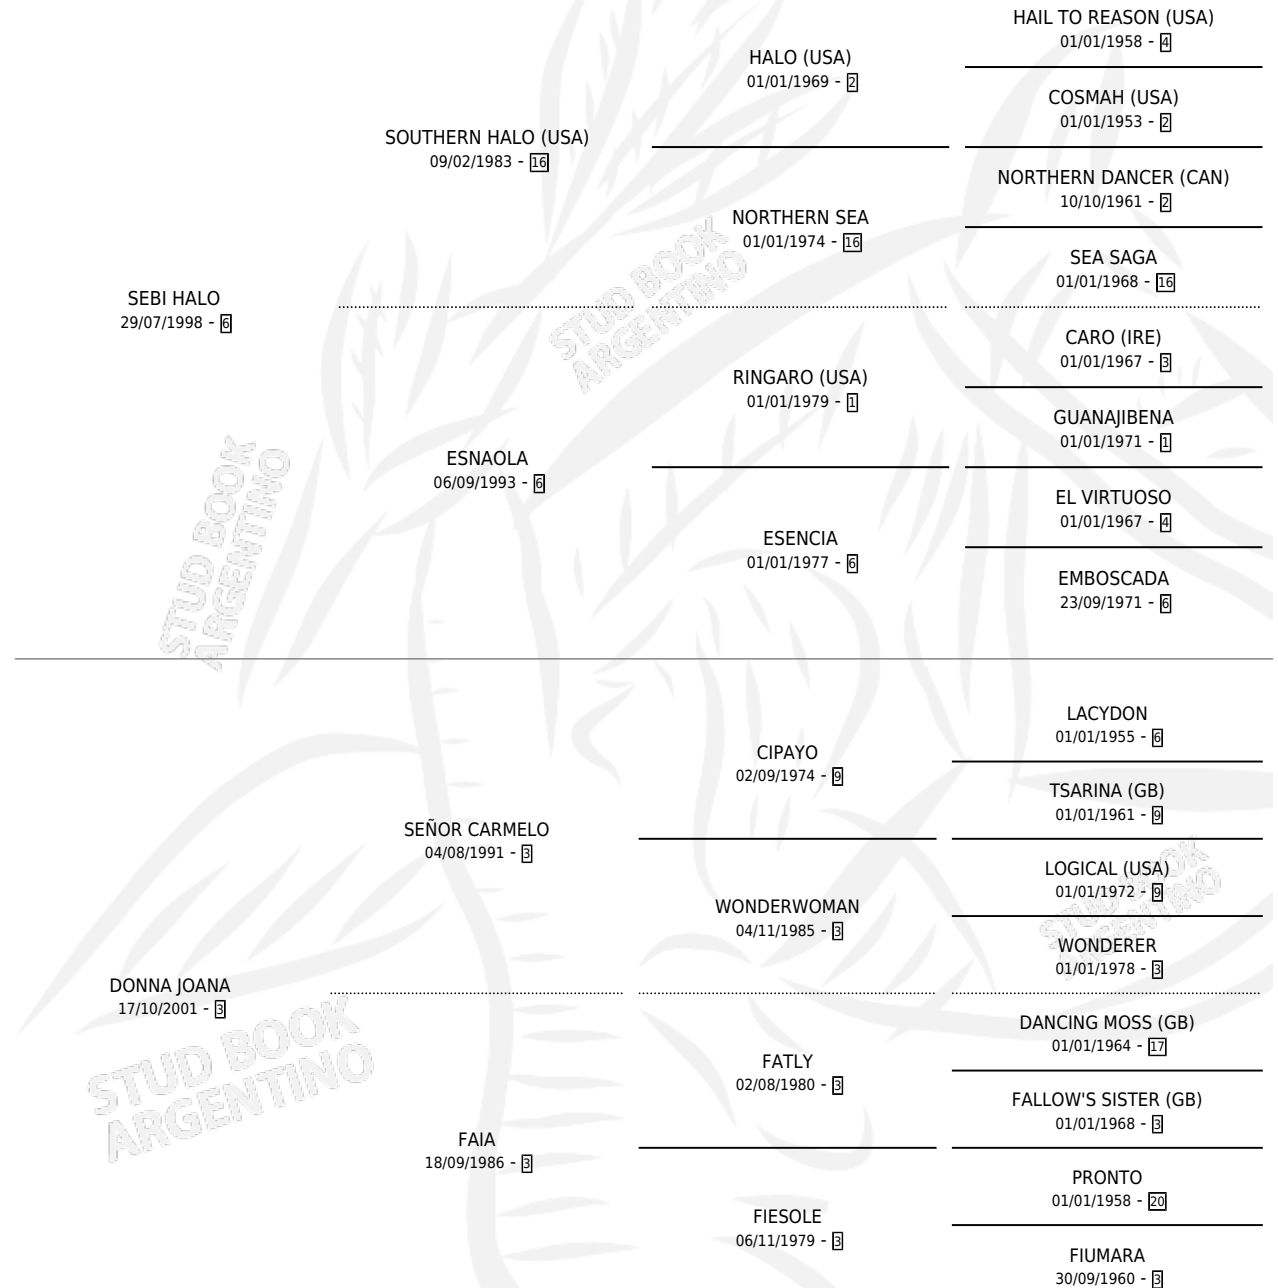 HAIL TO REASON (USA)
01/01/1958 - 4
HALO (USA)
01/01/1969 - 2
COSMAH (USA)
01/01/1953 - 2
SOUTHERN HALO (USA)
09/02/1983 - 16
NORTHERN DANCER (CAN)
10/10/1961 - 2
NORTHERN SEA
01/01/1974 - 16
SEA SAGA
01/01/1968 - 16
SEBI HALO
29/07/1998 - 6
CARO (IRE)
01/01/1967 - 3
RINGARO (USA)
01/01/1979 - 1
GUANAJIBENA
01/01/1971 - 1
ESNAOLA
06/09/1993 - 6
EL VIRTUOSO
01/01/1967 - 4
ESENCIA
01/01/1977 - 6
EMBOSCADA
23/09/1971 - 6
LACYDON
01/01/1955 - 6
CIPAYO
02/09/1974 - 9
TSARINA (GB)
01/01/1961 - 9
SEÑOR CARMELO
04/08/1991 - 3
LOGICAL (USA)
01/01/1972 - 9
WONDERWOMAN
04/11/1985 - 3
WONDERER
01/01/1978 - 3
DONNA JOANA
17/10/2001 - 3
DANCING MOSS (GB)
01/01/1964 - 17
FATLY
02/08/1980 - 3
FALLOW'S SISTER (GB)
01/01/1968 - 3
FAIA
18/09/1986 - 3
PRONTO
01/01/1958 - 20
FIESOLE
06/11/1979 - 3
FIUMARA
30/09/1960 - 3
STUD BOOK
ARGENTINO
STUD BOOK
ARGENTINO
STUD BOOK
ARGENTINO
STUD BOOK
ARGENTINO